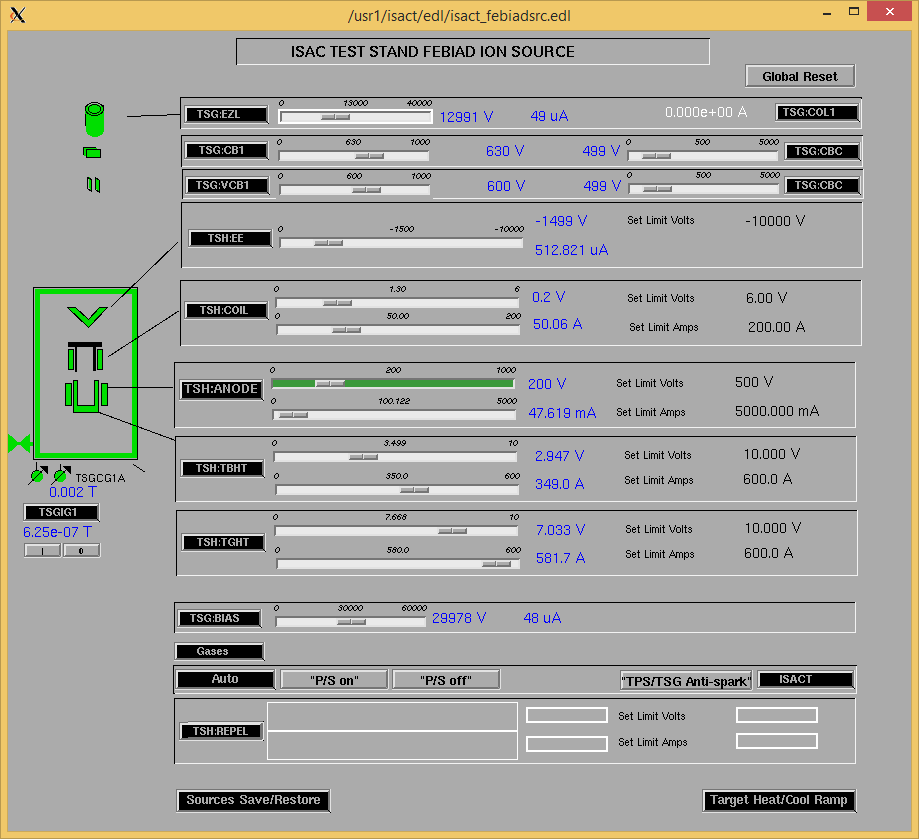 /usr1/isact/edl/isact_febiadsrc.edl
ISAC TEST STAND FEBIAD ION SOURCE
Global Reset
TSG:EZL 0 13000 40000 12991 V 49 uA 0.000e+00 A TSG:COL1
TSG:CB1 0 630 1000 630 V 499 V 0 500 5000 TSG:CBC
TSG:VCB1 0 600 1000 600 V 499 V 0 500 5000 TSG:CBC
TSH:EE 0 -1500 -10000 -1499 V Set Limit Volts -10000 V
512.821 uA
TSH:COIL 0 1.30 6 0.2 V Set Limit Volts 6.00 V
0 50.00 200 50.06 A Set Limit Amps 200.00 A
TSH:ANODE 0 200 1000 200 V Set Limit Volts 500 V
0 100.122 5000 47.619 mA Set Limit Amps 5000.000 mA
TSH:TBHT 0 3.499 10 2.947 V Set Limit Volts 10.000 V
0 350.0 600 349.0 A Set Limit Amps 600.0 A
TSGCG1A
0.002 T
TSGIG1
6.25e-07 T
I 0
TSH:TGHT 0 7.668 10 7.033 V Set Limit Volts 10.000 V
0 580.0 600 581.7 A Set Limit Amps 600.0 A
TSG:BIAS 0 30000 60000 29978 V 48 uA
Gases
Auto "P/S on" "P/S off" "TPS/TSG Anti-spark" ISACT
TSH:REPEL Set Limit Volts
Set Limit Amps
Sources Save/Restore Target Heat/Cool Ramp